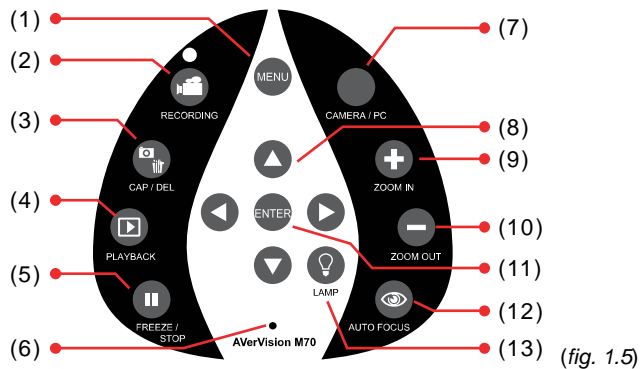 (1)
(2)
(3)
(4)
(5)
(6)
MENU
RECORDING
CAP / DEL
PLAYBACK
FREEZE /
STOP
ENTER
LAMP
AVerVision M70
CAMERA / PC
ZOOM IN
ZOOM OUT
AUTO FOCUS
(7)
(8)
(9)
(10)
(11)
(12)
(13)
(fig. 1.5)